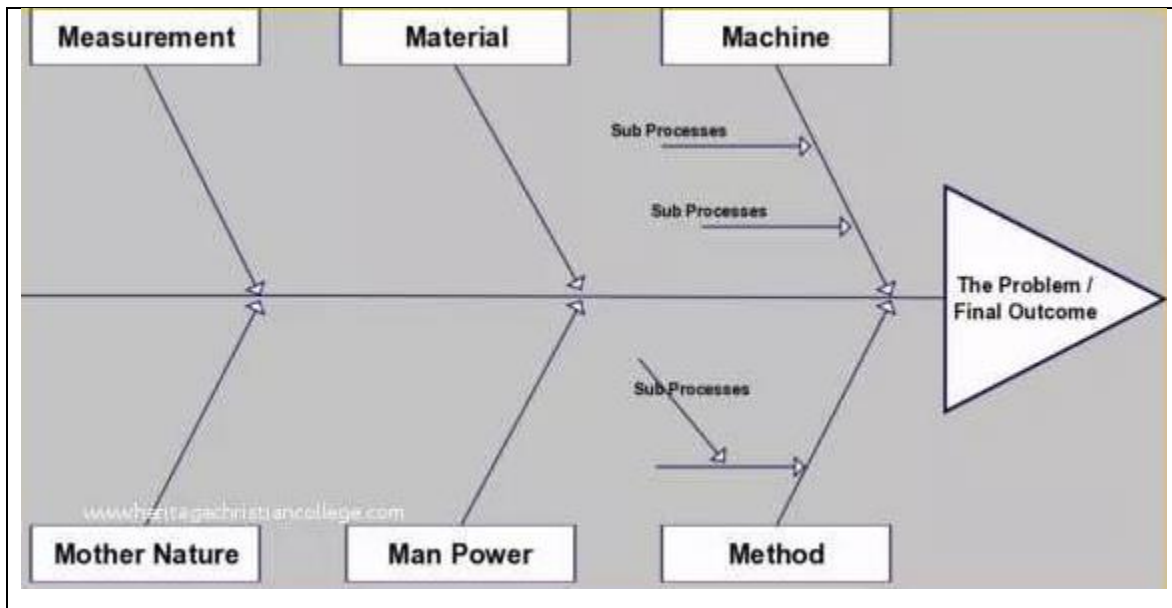 Measurement
Material
Machine
Sub Processes
Sub Processes
The Problem /
Final Outcome
Sub Processes
www.heritagechristiancollege.com
Mother Nature
Man Power
Method